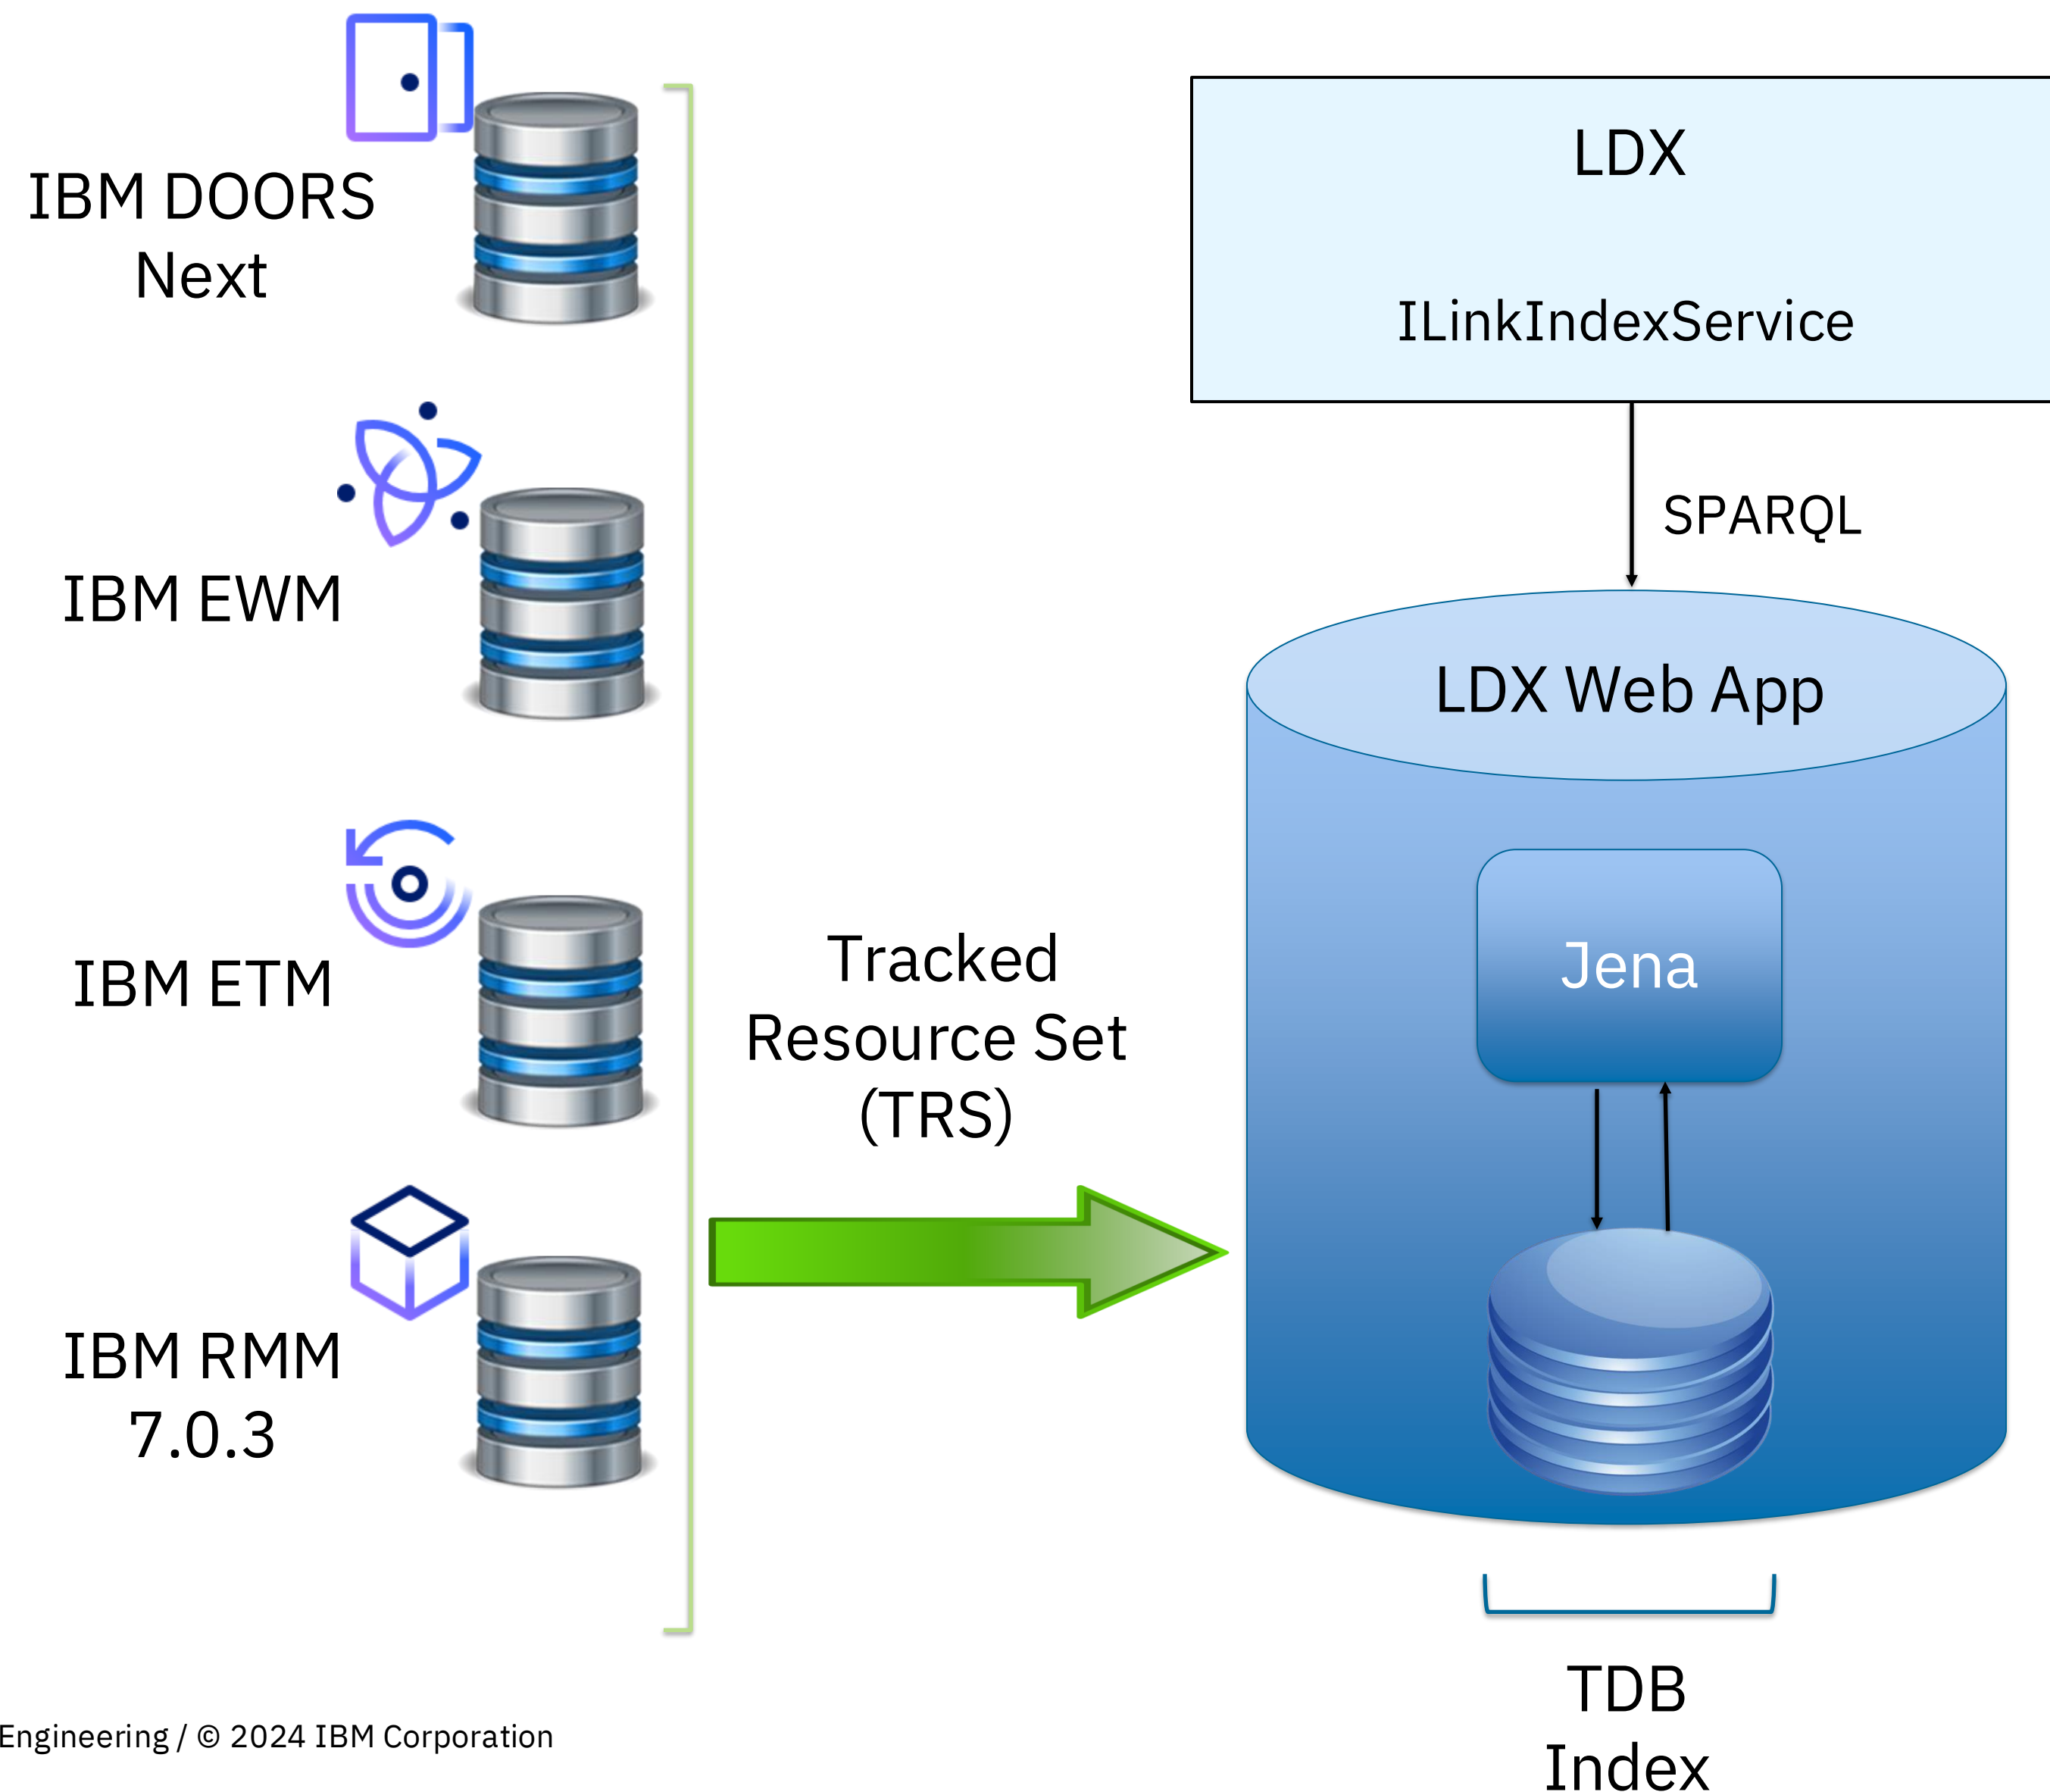 IBM DOORS
Next
IBM EWM
IBM ETM
IBM RMM
7.0.3
Tracked
Resource Set
(TRS)
LDX
ILinkIndexService
SPARQL
LDX Web App
Jena
TDB
Index
Engineering / © 2024 IBM Corporation